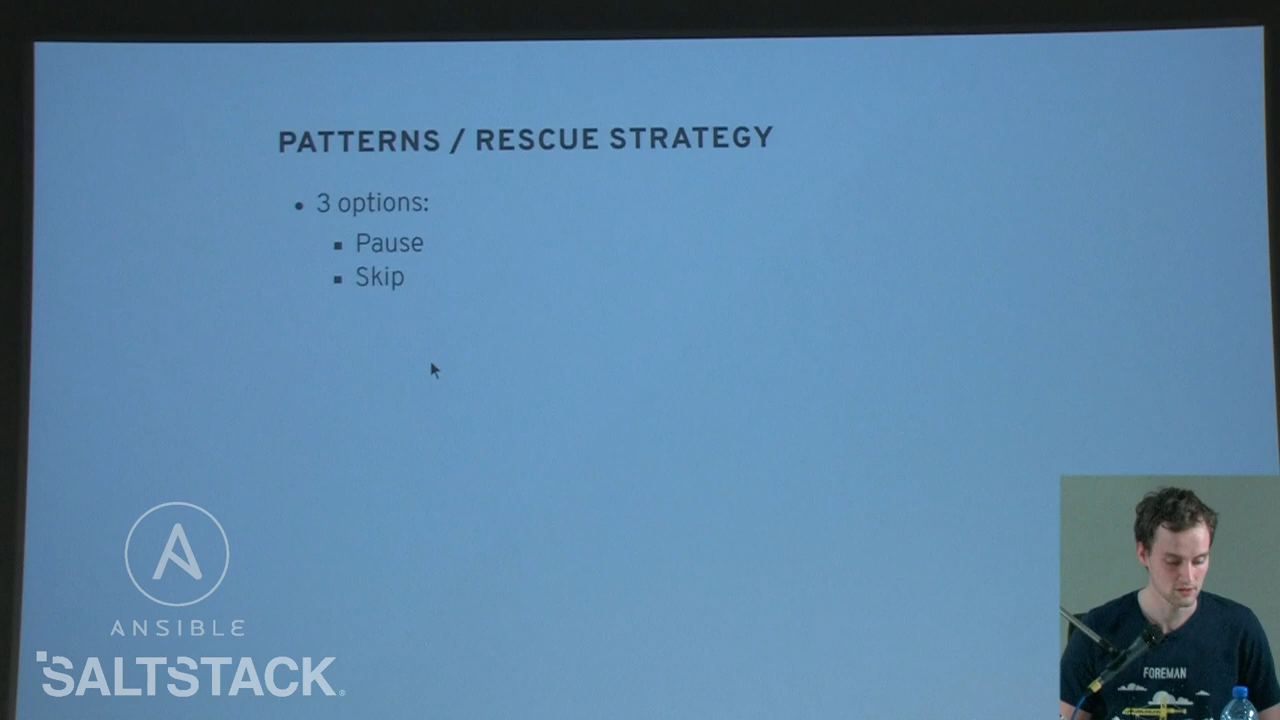 PATTERNS / RESCUE STRATEGY
• 3 options:
▪ Pause
▪ Skip
ANSIBLE
SALTSTACK
FOREMAN